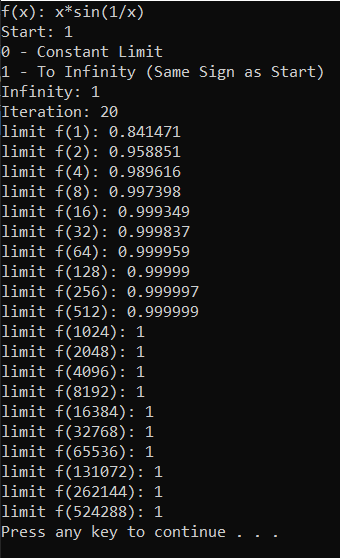 f(x): x*sin(1/x)
Start: 1
0 - Constant Limit
1 - To Infinity (Same Sign as Start)
Infinity: 1
Iteration: 20
limit f(1): 0.841471
limit f(2): 0.958851
limit f(4): 0.989616
limit f(8): 0.997398
limit f(16): 0.999349
limit f(32): 0.999837
limit f(64): 0.999959
limit f(128): 0.99999
limit f(256): 0.999997
limit f(512): 0.999999
limit f(1024): 1
limit f(2048): 1
limit f(4096): 1
limit f(8192): 1
limit f(16384): 1
limit f(32768): 1
limit f(65536): 1
limit f(131072): 1
limit f(262144): 1
limit f(524288): 1
Press any key to continue . . .